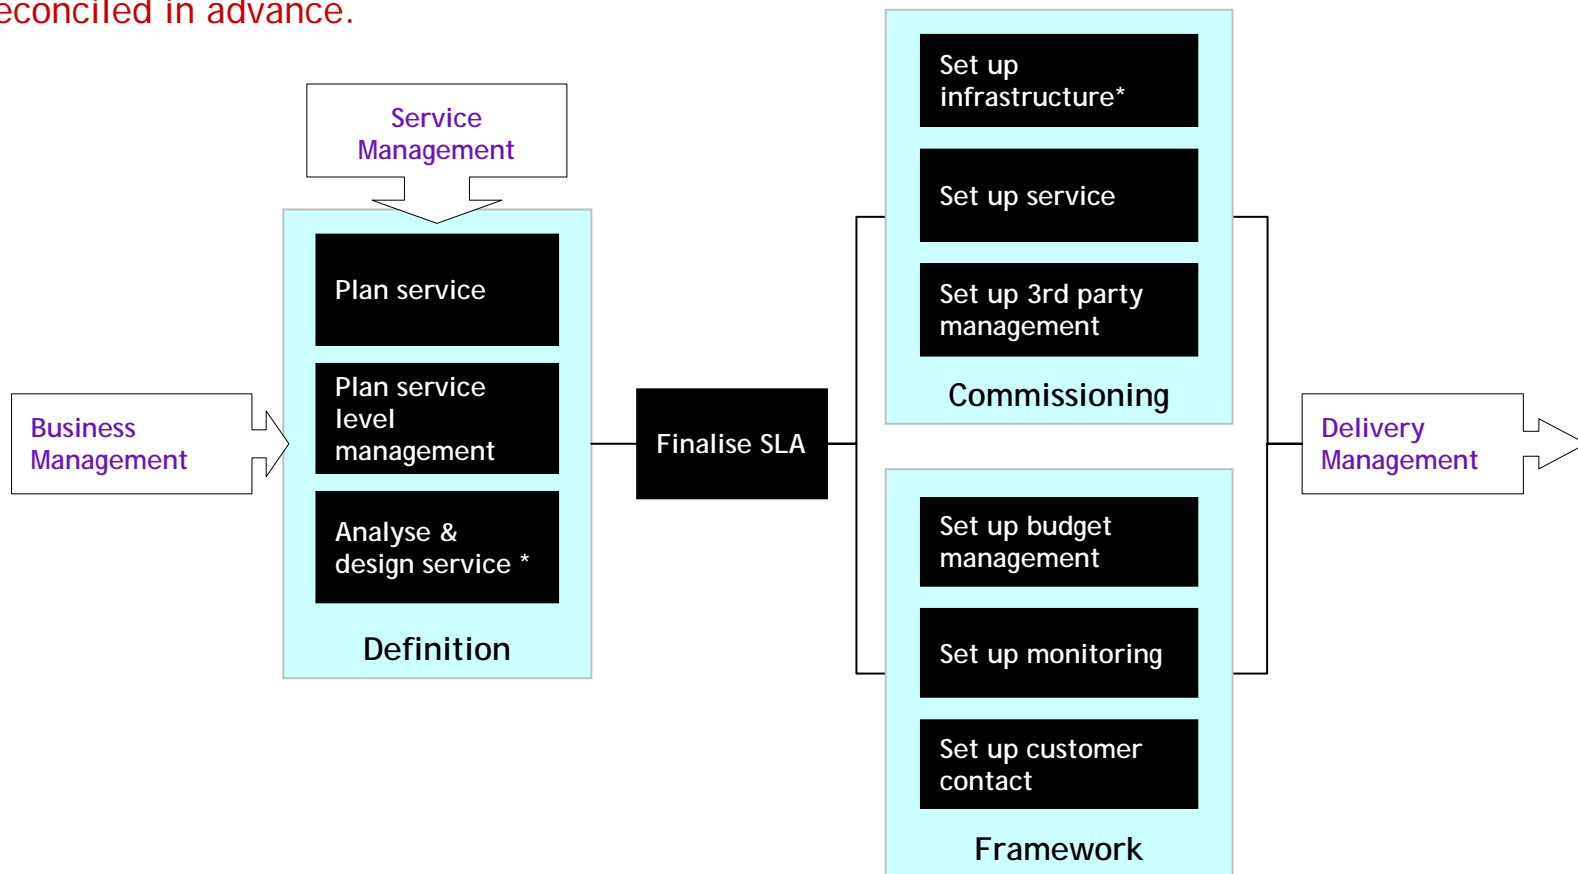 reconciled in advance.
Service
Management
Business
Management
Plan service
Plan service
level
management
Analyse &
design service *
Definition
Finalise SLA
Set up
infrastructure*
Set up service
Set up 3rd party
management
Commissioning
Set up budget
management
Set up monitoring
Set up customer
contact
Framework
Delivery
Management